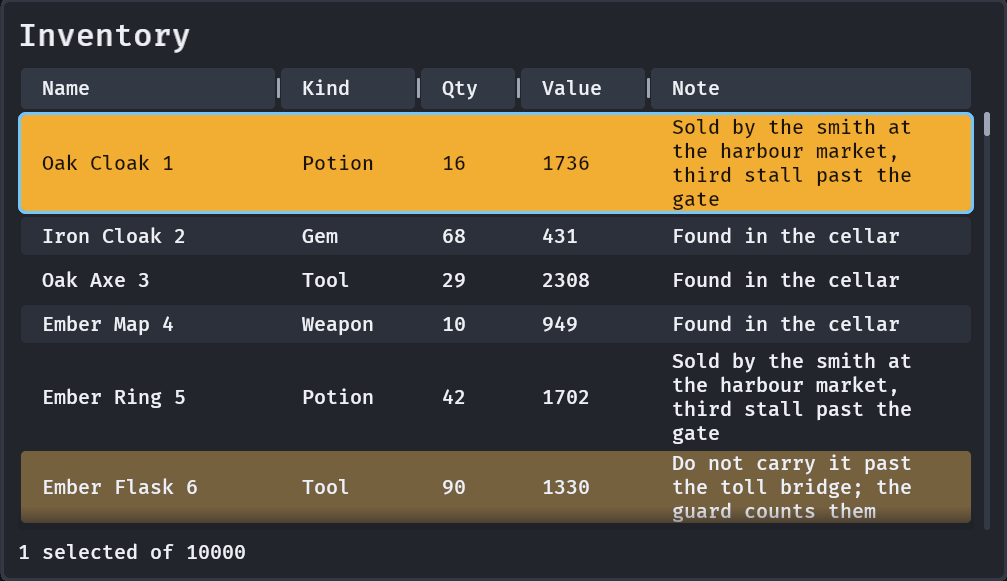 Inventory
Name Kind Qty Value Note
Oak Cloak 1 Potion 16 1736 Sold by the smith at
the harbour market,
third stall past the
gate
Iron Cloak 2 Gem 68 431 Found in the cellar
Oak Axe 3 Tool 29 2308 Found in the cellar
Ember Map 4 Weapon 10 949 Found in the cellar
Ember Ring 5 Potion 42 1702 Sold by the smith at
the harbour market,
third stall past the
gate
Ember Flask 6 Tool 90 1330 Do not carry it past
the toll bridge; the
guard counts them
1 selected of 10000